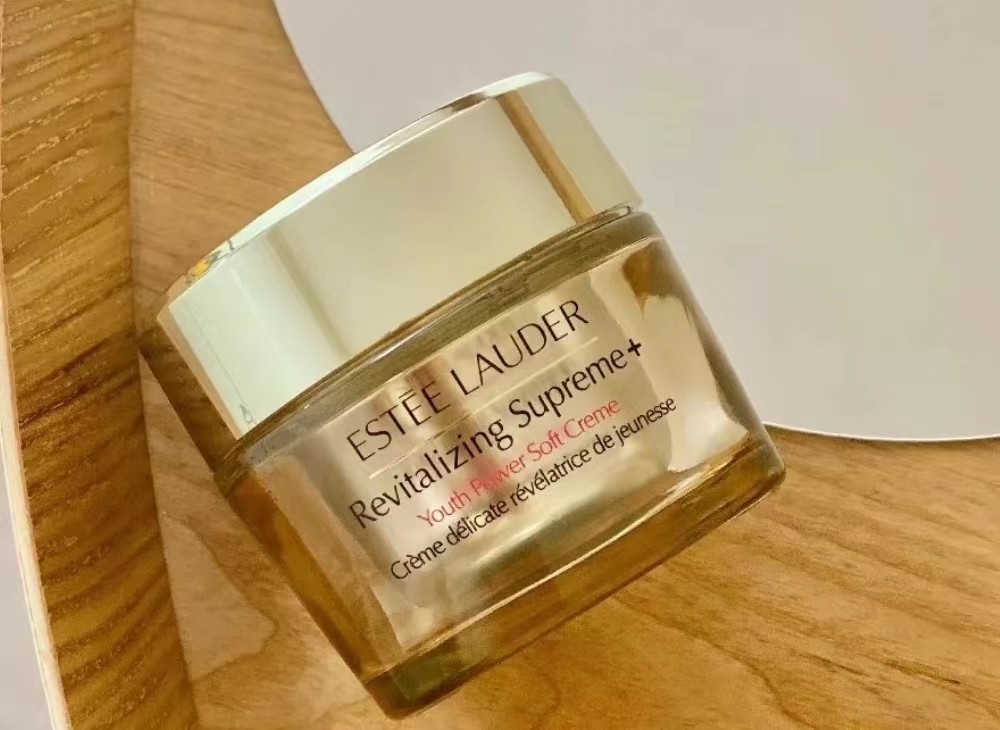 ESTĒE LAUDER
Revitalizing Supreme+
Youth Power Soft Creme
Crème délicate révélatrice de jeunesse